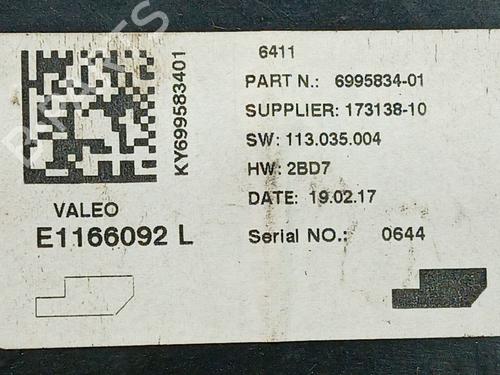 KY699583401
VALEO
E1166092 L
6411
PART N.: 6995834-01
SUPPLIER: 173138-10
SW: 113.035.004
HW: 2BD7
DATE: 19.02.17
Serial NO.: 0644